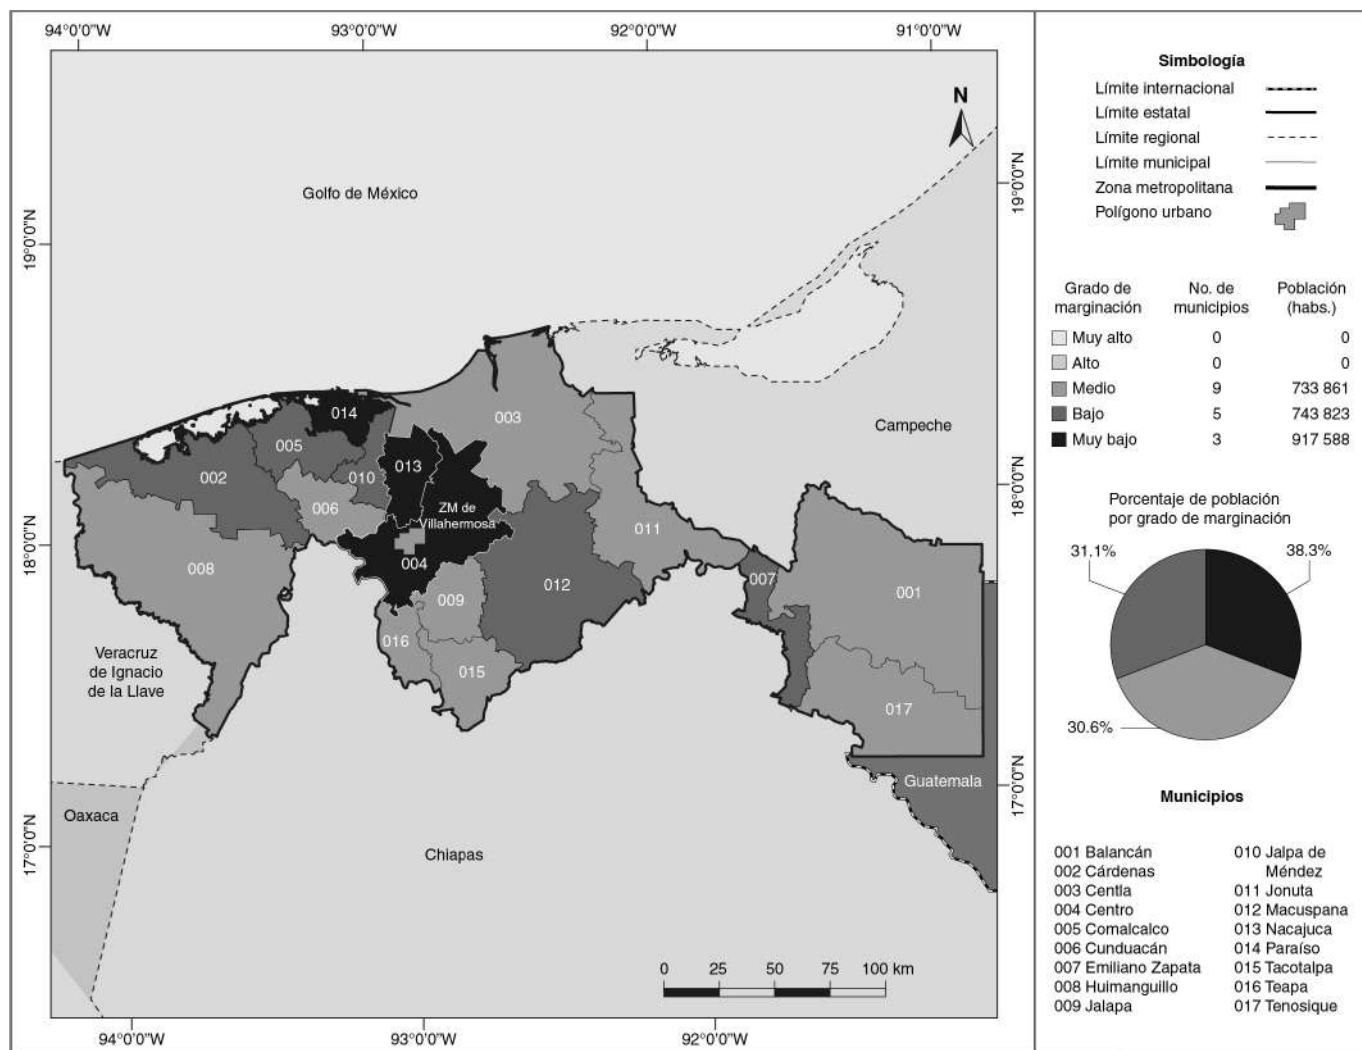 94°0'0"W 93°0'0"W 92°0'0"W 91°0'0"W
19°0'0"N
18°0'0"N
17°0'0"N
19°0'0"N
18°0'0"N
17°0'0"N
94°0'0"W 93°0'0"W 92°0'0"W
N
Golfo de México
Campeche
Veracruz
de Ignacio
de la Llave
Oaxaca
Chiapas
Guatemala
014
003
005
013
002
010
006
ZM de
Villahermosa
011
004
008
012
007
009
001
016
015
017
0 25 50 75 100 km
Simbología
Límite internacional
Límite estatal
Límite regional
Límite municipal
Zona metropolitana
Polígono urbano
Grado de No. de Población
marginación municipios (habs.)
Muy alto 0 0
Alto 0 0
Medio 9 733 861
Bajo 5 743 823
Muy bajo 3 917 588
Porcentaje de población
por grado de marginación
31.1% 38.3%
30.6%
Municipios
001 Balancán 010 Jalpa de
002 Cárdenas Méndez
003 Centla 011 Jonuta
004 Centro 012 Macuspana
005 Comalcalco 013 Nacajuca
006 Cunduacán 014 Paraíso
007 Emiliano Zapata 015 Tacotalpa
008 Huimanguillo 016 Teapa
009 Jalapa 017 Tenosique